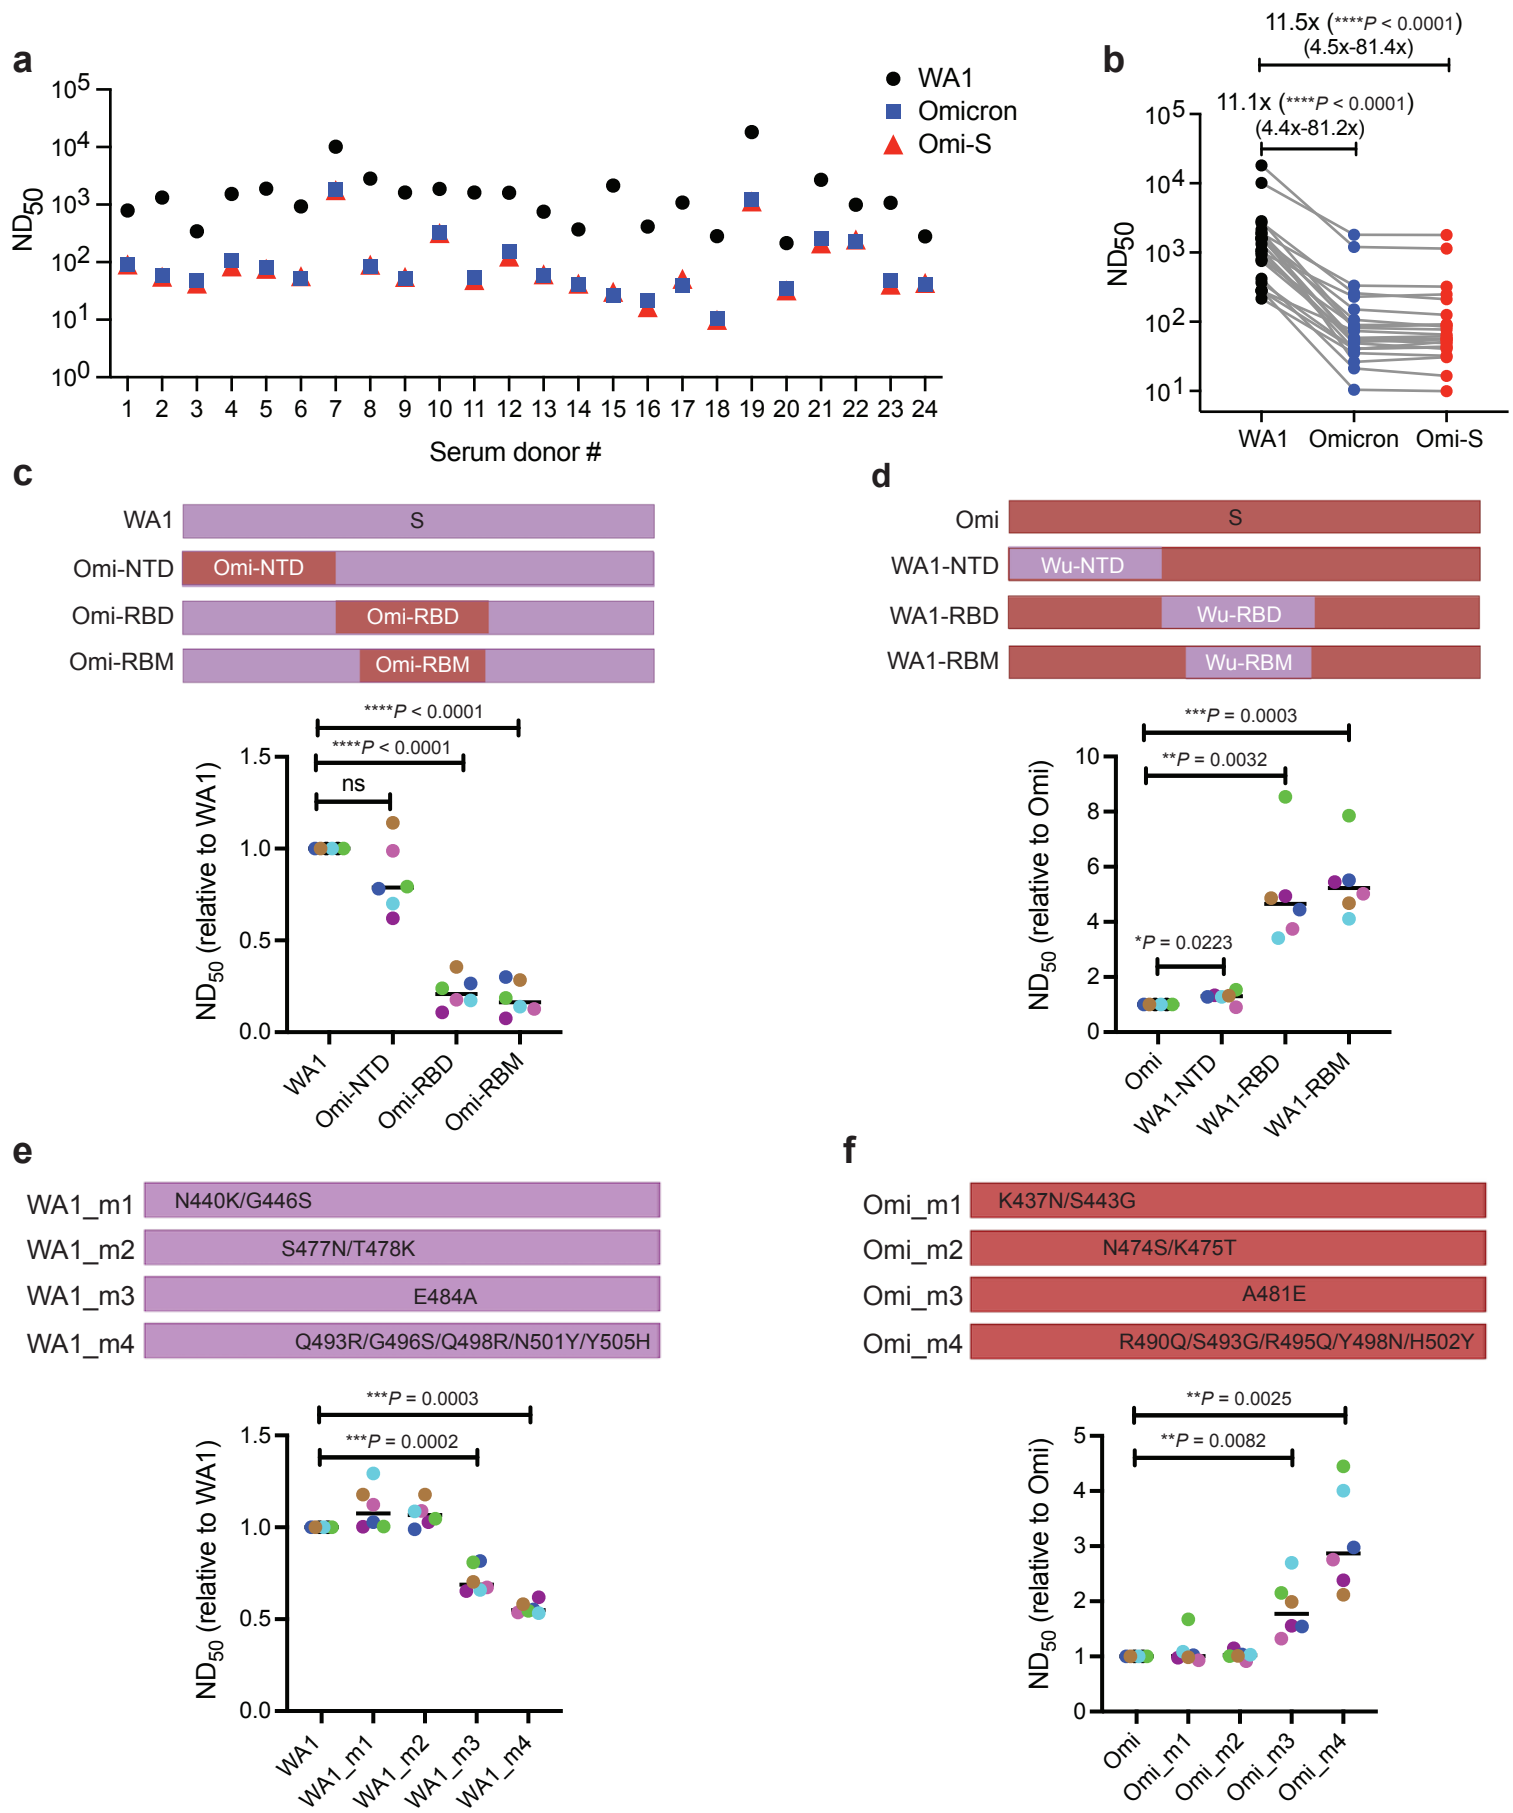 a
10^5
10^4
10^3
10^2
10^1
10^0
ND50
WA1
Omicron
Omi-S
1 2 3 4 5 6 7 8 9 10 11 12 13 14 15 16 17 18 19 20 21 22 23 24
Serum donor #
b
11.5x (****P < 0.0001)
(4.5x-81.4x)
11.1x (****P < 0.0001)
(4.4x-81.2x)
10^5
10^4
10^3
10^2
10^1
ND50
WA1 Omicron Omi-S
c
WA1 S
Omi-NTD Omi-NTD
Omi-RBD Omi-RBD
Omi-RBM Omi-RBM
****P < 0.0001
****P < 0.0001
ns
1.5
1.0
0.5
0.0
ND50 (relative to WA1)
WA1 Omi-NTD Omi-RBD Omi-RBM
d
Omi S
WA1-NTD Wu-NTD
WA1-RBD Wu-RBD
WA1-RBM Wu-RBM
***P = 0.0003
**P = 0.0032
*P = 0.0223
10
8
6
4
2
0
ND50 (relative to Omi)
Omi WA1-NTD WA1-RBD WA1-RBM
e
WA1_m1 N440K/G446S
WA1_m2 S477N/T478K
WA1_m3 E484A
WA1_m4 Q493R/G496S/Q498R/N501Y/Y505H
***P = 0.0003
***P = 0.0002
1.5
1.0
0.5
0.0
ND50 (relative to WA1)
WA1 WA1_m1 WA1_m2 WA1_m3 WA1_m4
f
Omi_m1 K437N/S443G
Omi_m2 N474S/K475T
Omi_m3 A481E
Omi_m4 R490Q/S493G/R495Q/Y498N/H502Y
**P = 0.0025
**P = 0.0082
5
4
3
2
1
0
ND50 (relative to Omi)
Omi Omi_m1 Omi_m2 Omi_m3 Omi_m4